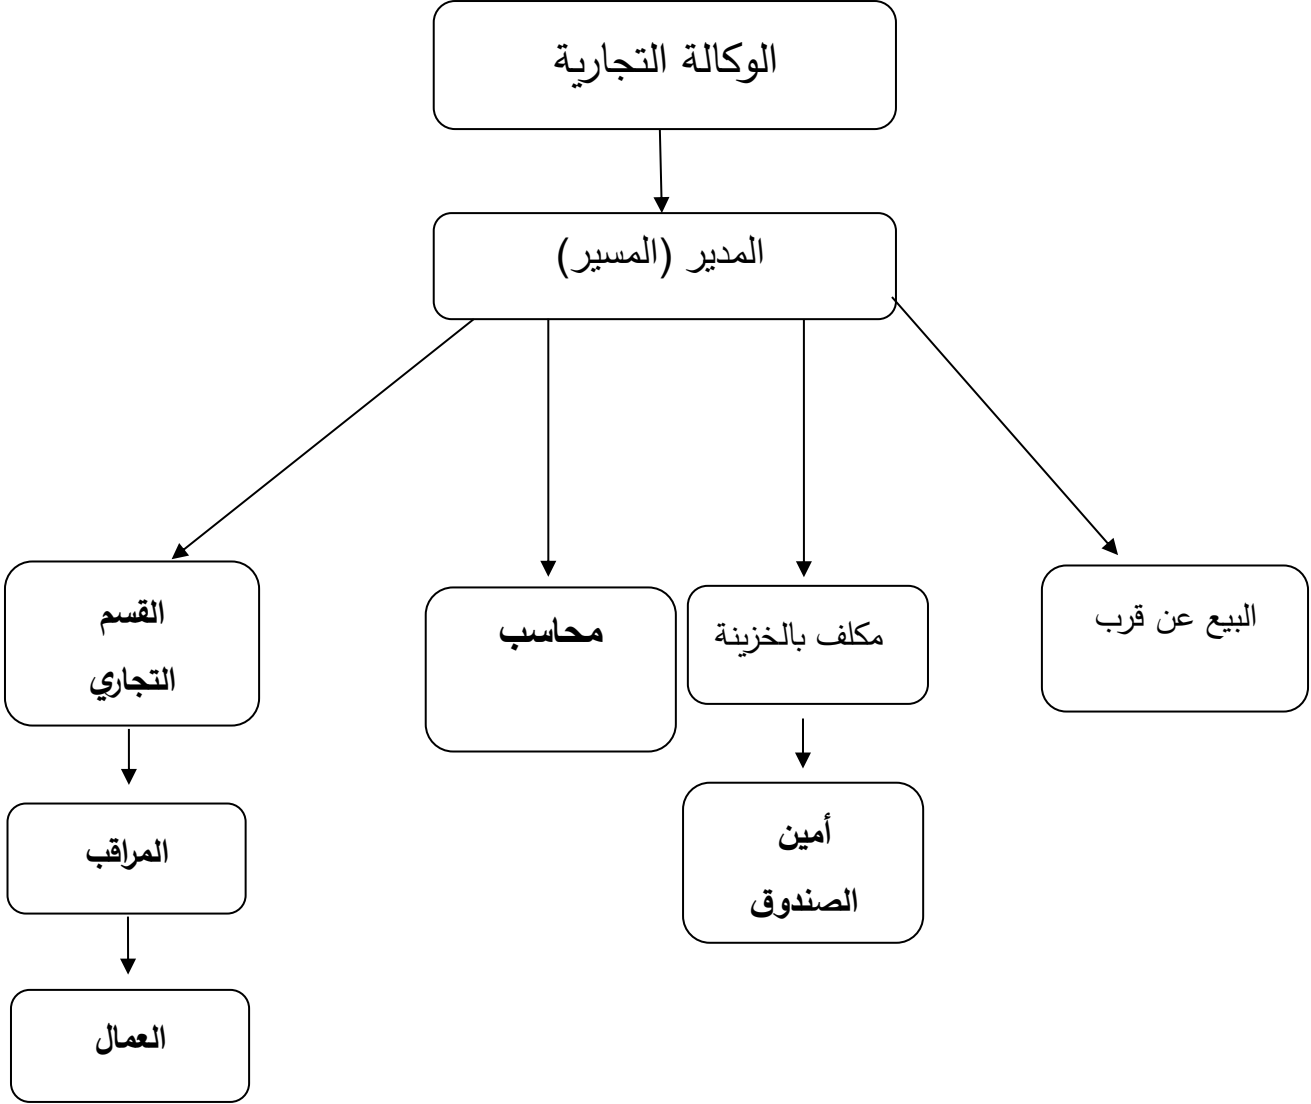 الوكالة التجارية
المدير (المسير)
البيع عن قرب
مكلف بالخزينة
محاسب
القسم
التجاري
أمين
الصندوق
المراقب
العمال